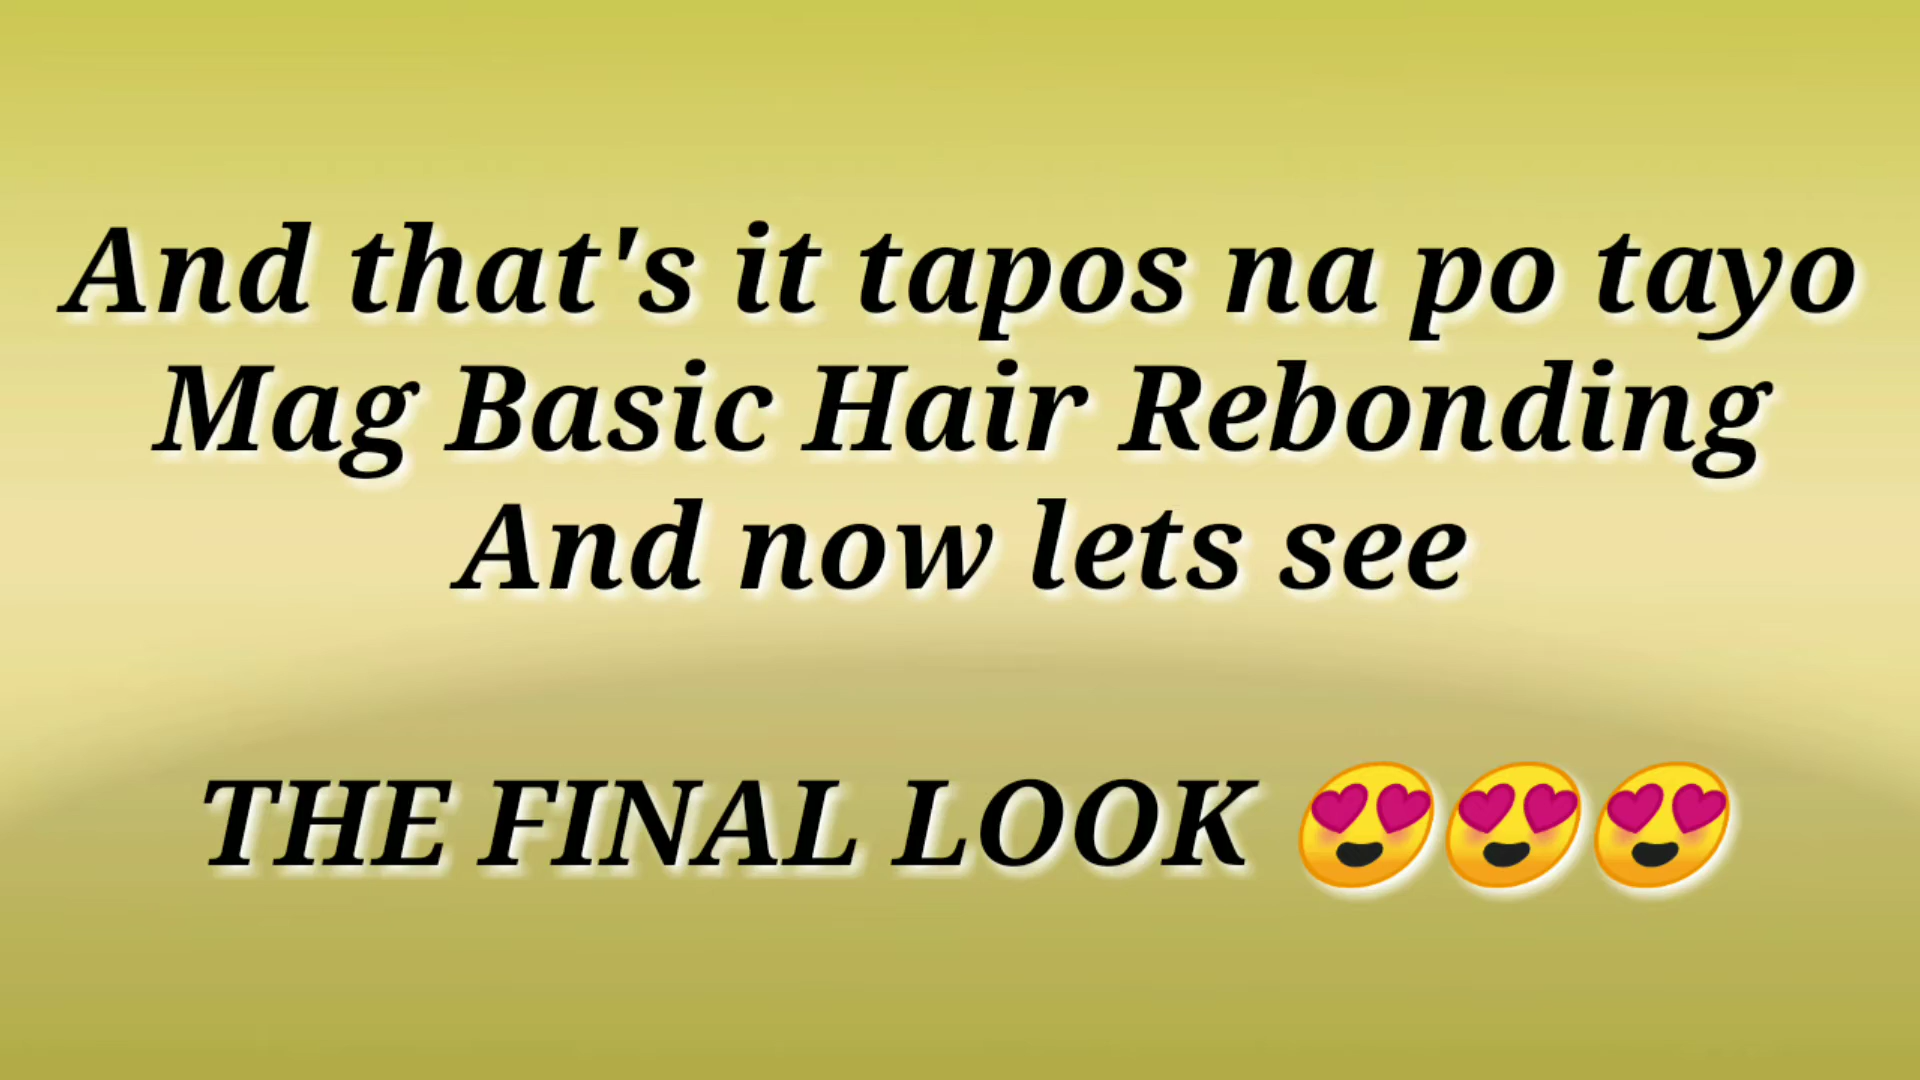 And that's it tapos na po tayo
Mag Basic Hair Rebonding
And now lets see
THE FINAL LOOK 😍😍😍